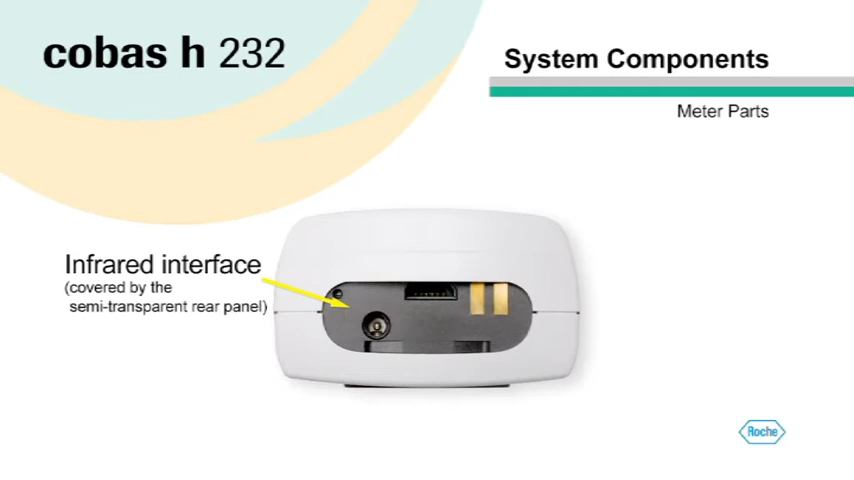 cobas h 232
System Components
Meter Parts
Infrared interface
(covered by the
semi-transparent rear panel)
Roche